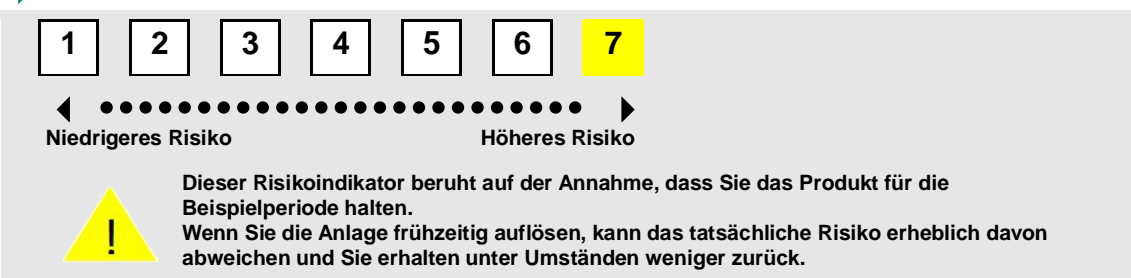 1 2 3 4 5 6 7
Niedrigeres Risiko Höheres Risiko
Dieser Risikoindikator beruht auf der Annahme, dass Sie das Produkt für die
Beispielperiode halten.
Wenn Sie die Anlage frühzeitig auflösen, kann das tatsächliche Risiko erheblich davon
abweichen und Sie erhalten unter Umständen weniger zurück.
!